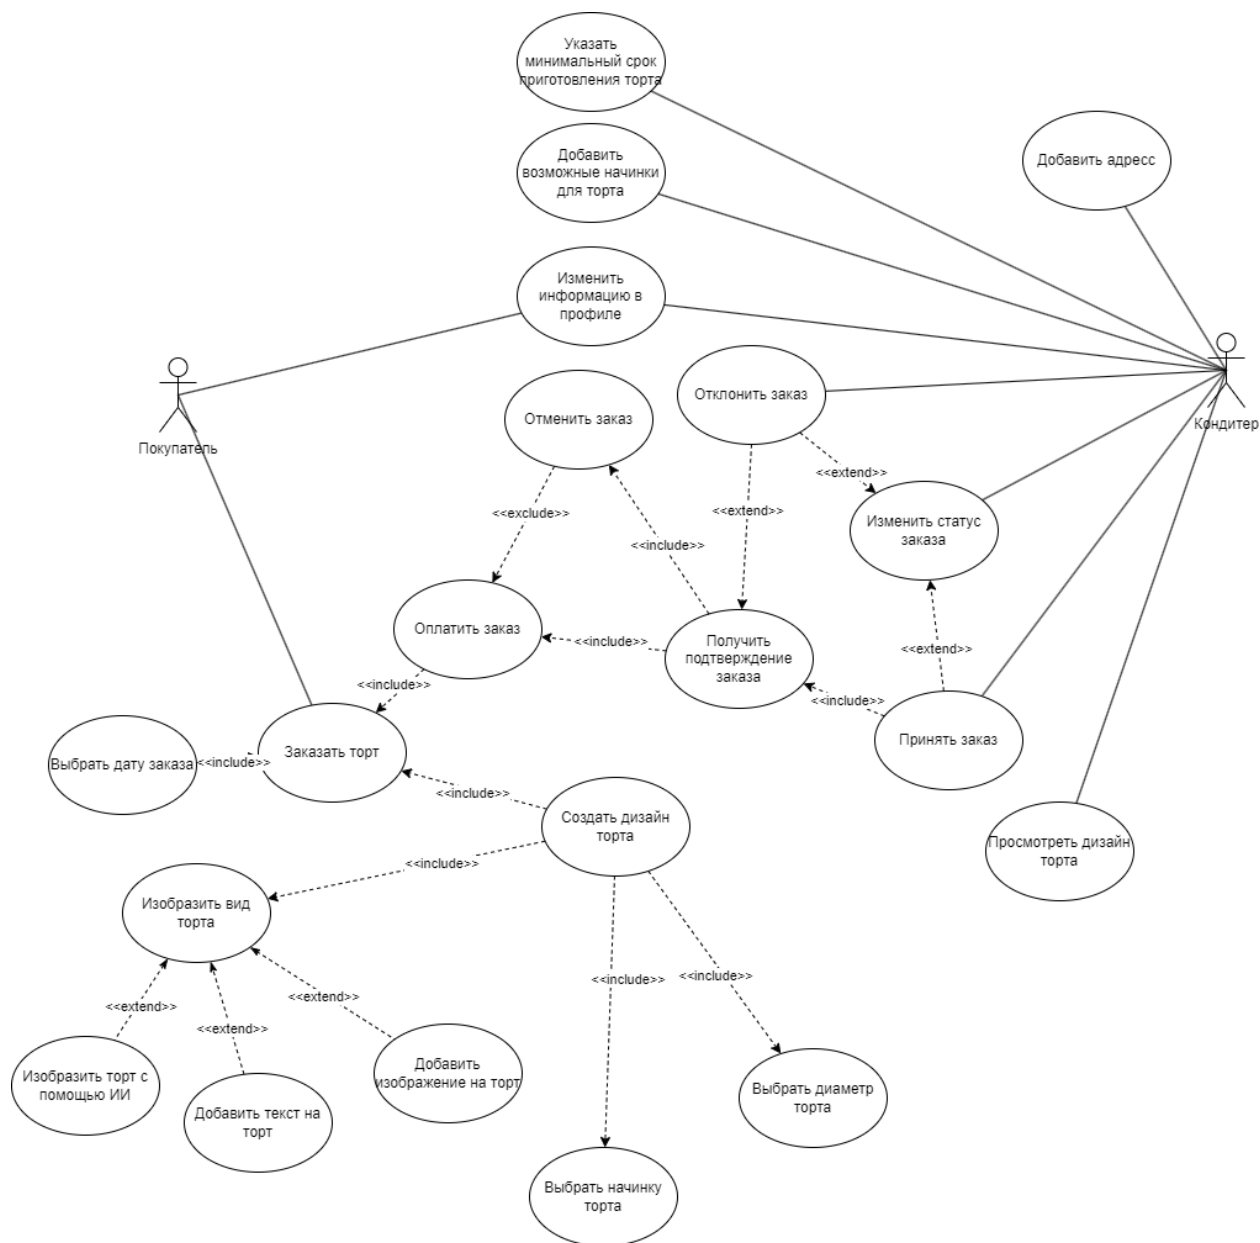 Указать
минимальный срок
приготовления торта
Добавить
возможные начинки
для торта
Добавить адресс
Изменить
информацию в
профиле
Покупатель
Кондитер
Отменить заказ
Отклонить заказ
<<extend>>
<<exclude>>
<<extend>>
Изменить статус
заказа
<<include>>
Оплатить заказ
<<include>>
Получить
подтверждение
заказа
<<extend>>
<<include>>
<<include>>
Принять заказ
Выбрать дату заказа
<<include>>
Заказать торт
<<include>>
Создать дизайн
торта
Просмотреть дизайн
торта
<<include>>
Изобразить вид
торта
<<include>>
<<include>>
<<extend>>
<<extend>>
<<extend>>
Изобразить торт с
помощью ИИ
Добавить
изображение на торт
Добавить текст на
торт
Выбрать диаметр
торта
Выбрать начинку
торта